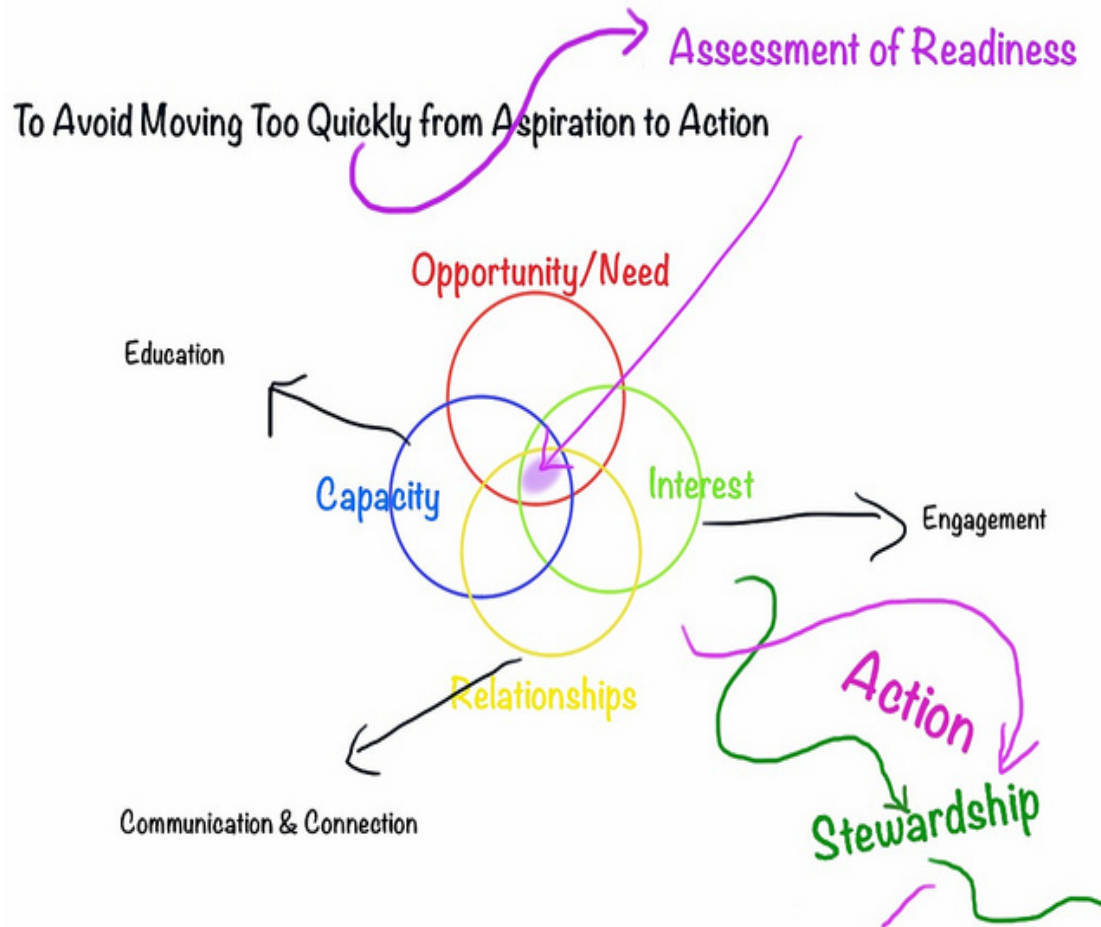 Assessment of Readiness
To Avoid Moving Too Quickly from Aspiration to Action
Opportunity/Need
Education
Capacity
Interest
Engagement
Relationships
Action
Stewardship
Communication & Connection